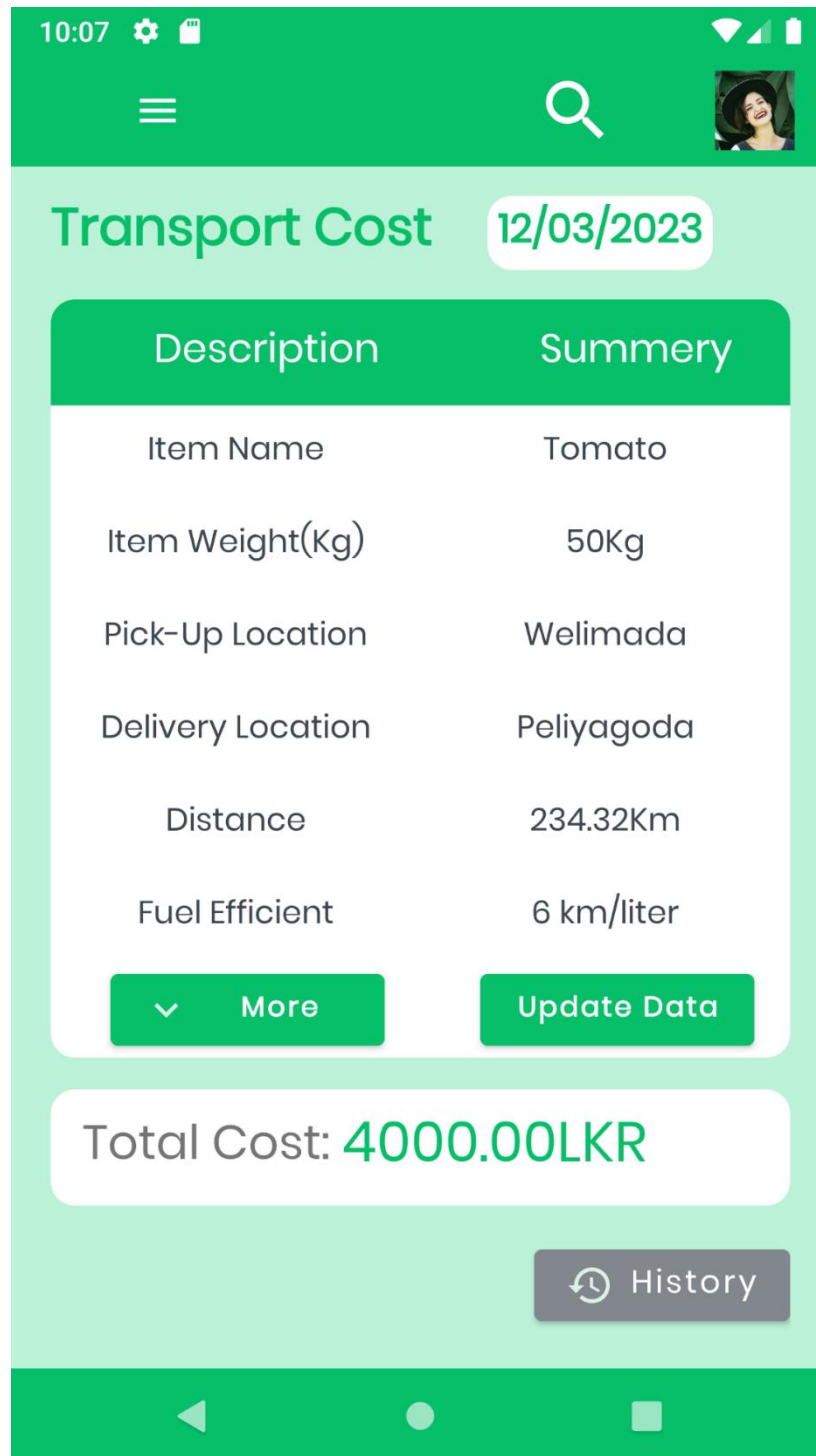 10:07
Transport Cost 12/03/2023
Description Summery
Item Name Tomato
Item Weight(Kg) 50Kg
Pick-Up Location Welimada
Delivery Location Peliyagoda
Distance 234.32Km
Fuel Efficient 6 km/liter
More Update Data
Total Cost: 4000.00LKR
History